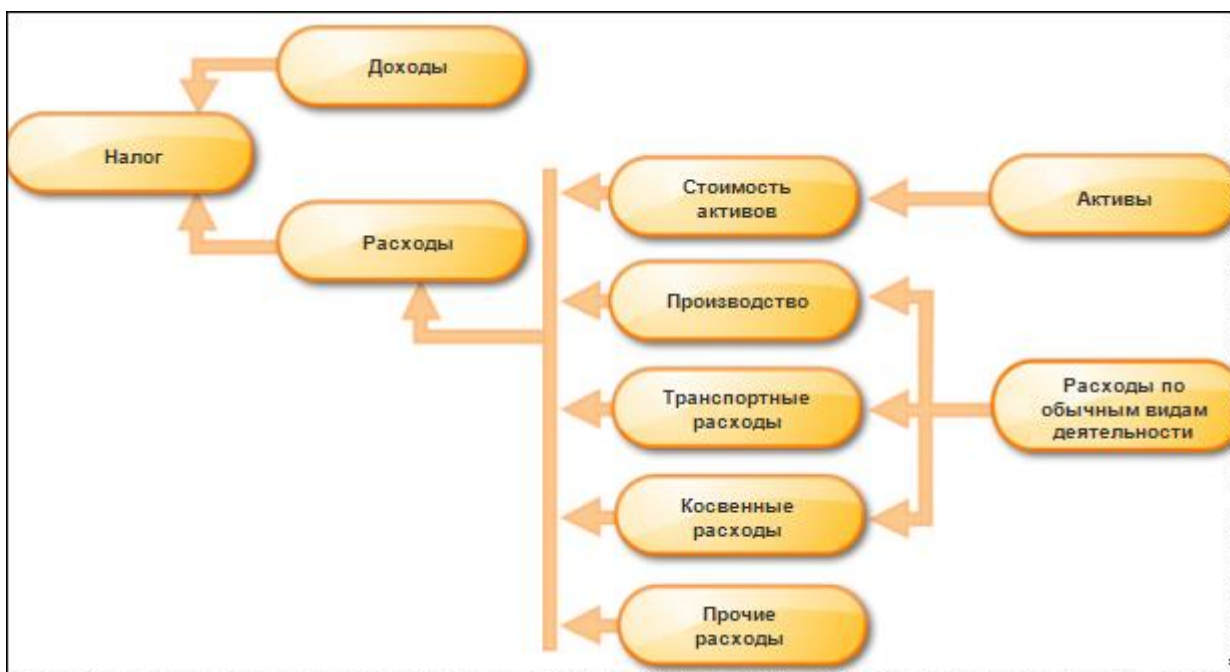 Доходы
Налог
Расходы
Стоимость
активов
Активы
Производство
Транспортные
расходы
Расходы по
обычным видам
деятельности
Косвенные
расходы
Прочие
расходы